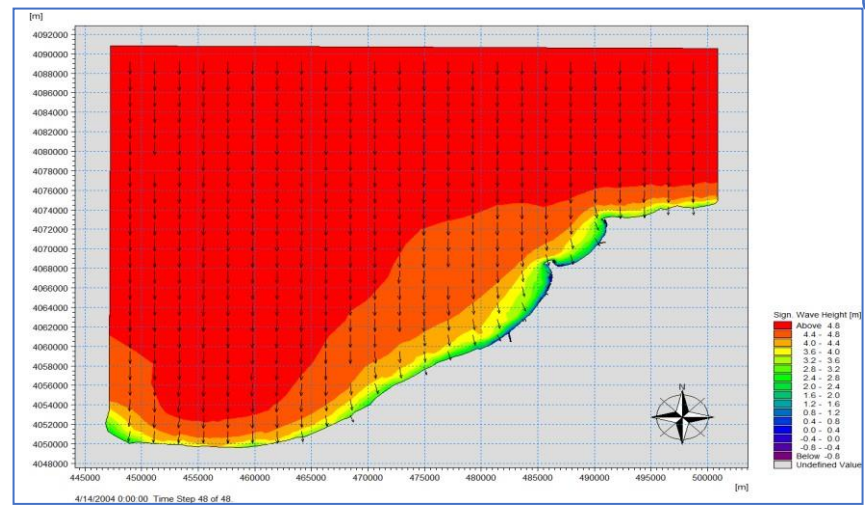 [m]
4092000
4090000
4088000
4086000
4084000
4082000
4080000
4078000
4076000
4074000
4072000
4070000
4068000
4066000
4064000
4062000
4060000
4058000
4056000
4054000
4052000
4050000
4048000
445000 450000 455000 460000 465000 470000 475000 480000 485000 490000 495000 500000
[m]
4/14/2004 0:00:00 Time Step 48 of 48.
N
Sign. Wave Height [m]
Above 4.8
4.4 - 4.8
4.0 - 4.4
3.6 - 4.0
3.2 - 3.6
2.8 - 3.2
2.4 - 2.8
2.0 - 2.4
1.6 - 2.0
1.2 - 1.6
0.8 - 1.2
0.4 - 0.8
0.0 - 0.4
-0.4 - 0.0
-0.8 - -0.4
Below -0.8
Undefined Value